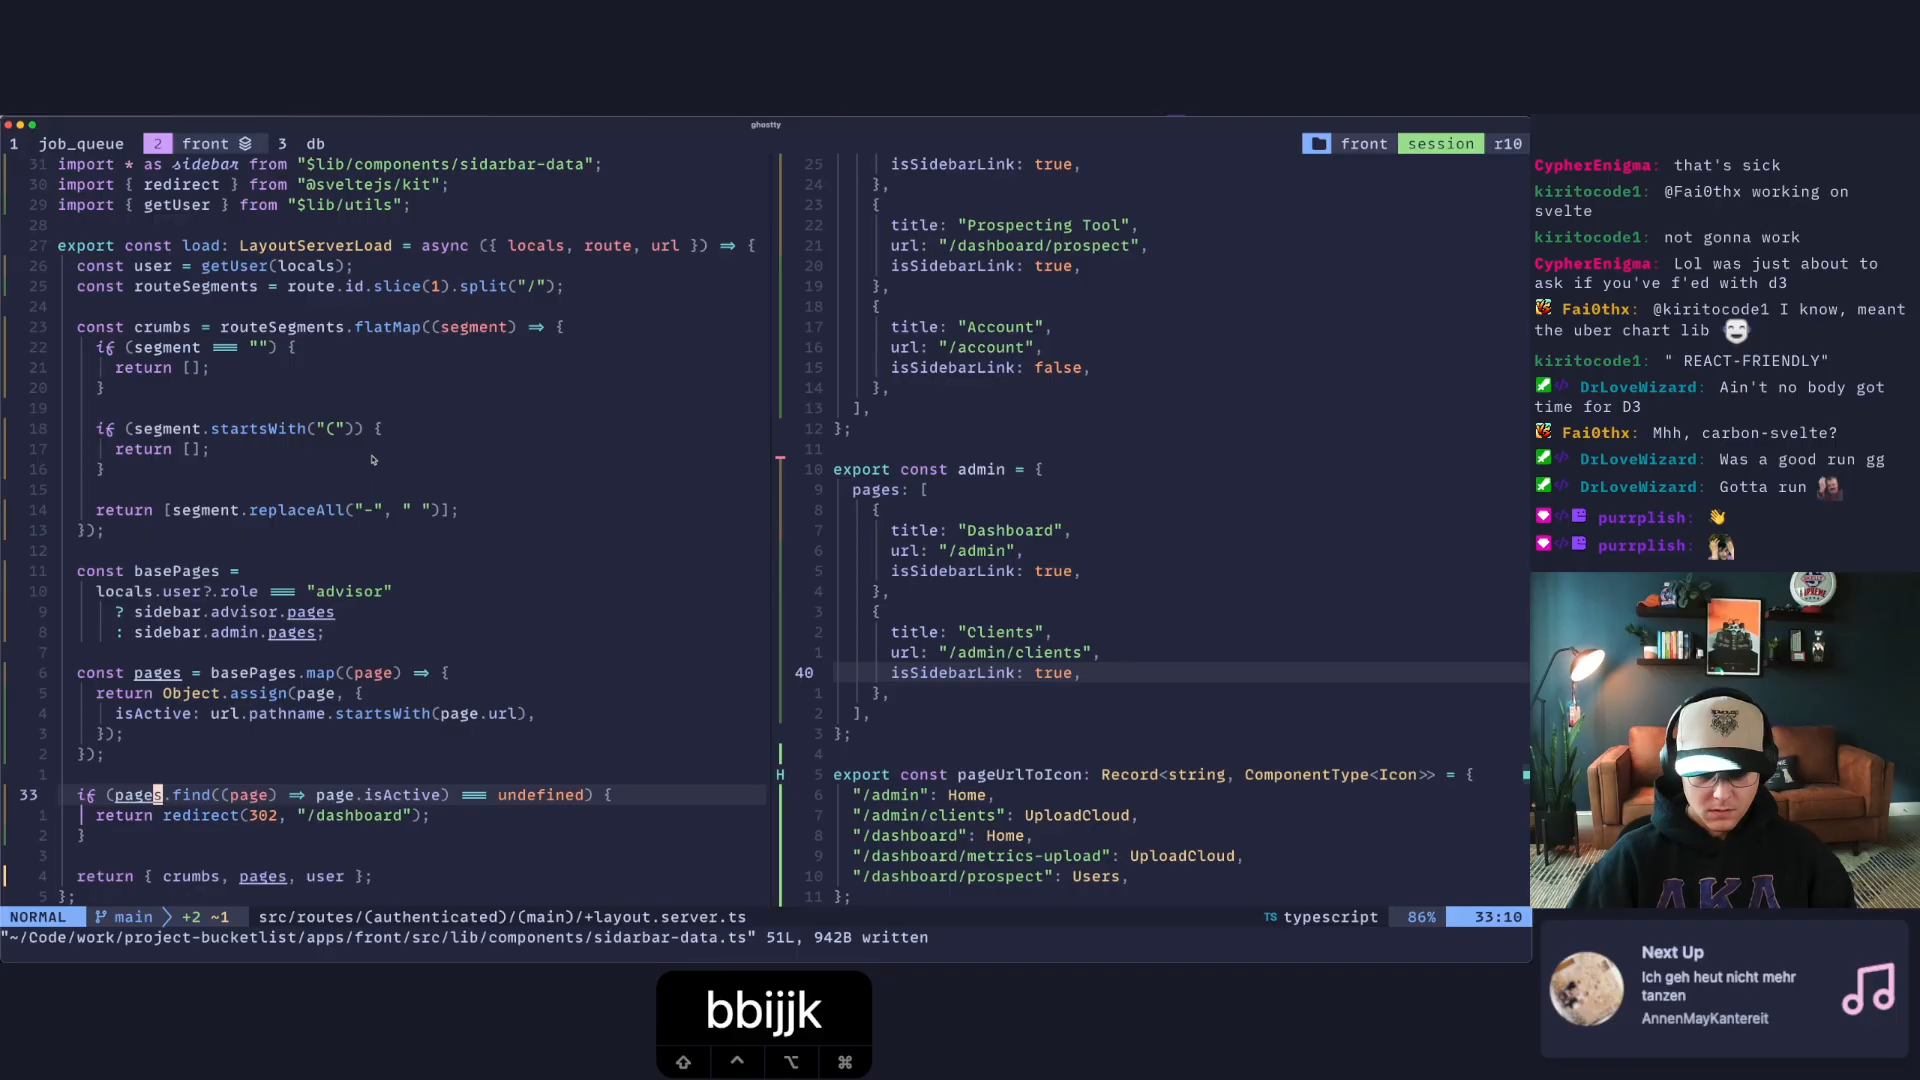 ghostty
1 job_queue 2 front 3 db
front session r10
31 import * as sidebar from "$lib/components/sidarbar-data";
30 import { redirect } from "@sveltejs/kit";
29 import { getUser } from "$lib/utils";
28
27 export const load: LayoutServerLoad = async ({ locals, route, url }) => {
26 const user = getUser(locals);
25 const routeSegments = route.id.slice(1).split("/");
24
23 const crumbs = routeSegments.flatMap((segment) => {
22 if (segment === "") {
21 return [];
20 }
19
18 if (segment.startsWith("(")) {
17 return [];
16 }
15
14 return [segment.replaceAll("-", " ")];
13 });
12
11 const basePages =
10 locals.user?.role === "advisor"
9 ? sidebar.advisor.pages
8 : sidebar.admin.pages;
7
6 const pages = basePages.map((page) => {
5 return Object.assign(page, {
4 isActive: url.pathname.startsWith(page.url),
3 });
2 });
1
33 if (pages.find((page) => page.isActive) === undefined) {
1 return redirect(302, "/dashboard");
2 }
3
4 return { crumbs, pages, user };
5 };
25 isSidebarLink: true,
24 },
23 {
22 title: "Prospecting Tool",
21 url: "/dashboard/prospect",
20 isSidebarLink: true,
19 },
18 {
17 title: "Account",
16 url: "/account",
15 isSidebarLink: false,
14 },
13 ],
12 };
11
10 export const admin = {
9 pages: [
8 {
7 title: "Dashboard",
6 url: "/admin",
5 isSidebarLink: true,
4 },
3 {
2 title: "Clients",
1 url: "/admin/clients",
40 isSidebarLink: true,
1 },
2 ],
3 };
4
H 5 export const pageUrlToIcon: Record<string, ComponentType<Icon>> = {
6 "/admin": Home,
7 "/admin/clients": UploadCloud,
8 "/dashboard": Home,
9 "/dashboard/metrics-upload": UploadCloud,
10 "/dashboard/prospect": Users,
11 };
NORMAL main +2 ~1 src/routes/(authenticated)/(main)/+layout.server.ts TS typescript 86% 33:10
"~/Code/work/project-bucketlist/apps/front/src/lib/components/sidarbar-data.ts" 51L, 942B written
bbijjk
CypherEnigma: that's sick
kiritocode1: @Fai0thx working on
svelte
kiritocode1: not gonna work
CypherEnigma: Lol was just about to
ask if you've f'ed with d3
Fai0thx: @kiritocode1 I know, meant
the uber chart lib
kiritocode1: " REACT-FRIENDLY"
DrLoveWizard: Ain't no body got
time for D3
Fai0thx: Mhh, carbon-svelte?
DrLoveWizard: Was a good run gg
DrLoveWizard: Gotta run
purrplish:
purrplish:
ΛKΛ
Next Up
Ich geh heut nicht mehr
tanzen
AnnenMayKantereit